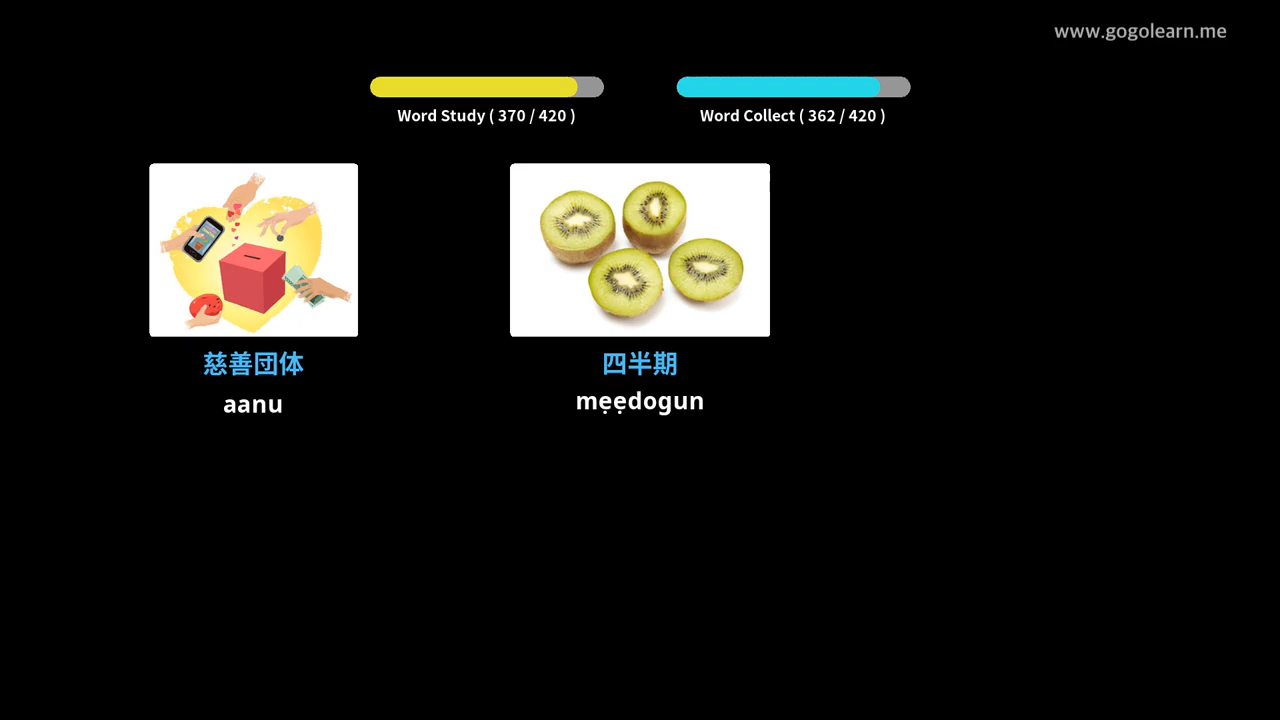 www.gogolearn.me
Word Study ( 370 / 420 )
Word Collect ( 362 / 420 )
慈善団体
aanu
四半期
mẹẹdogun